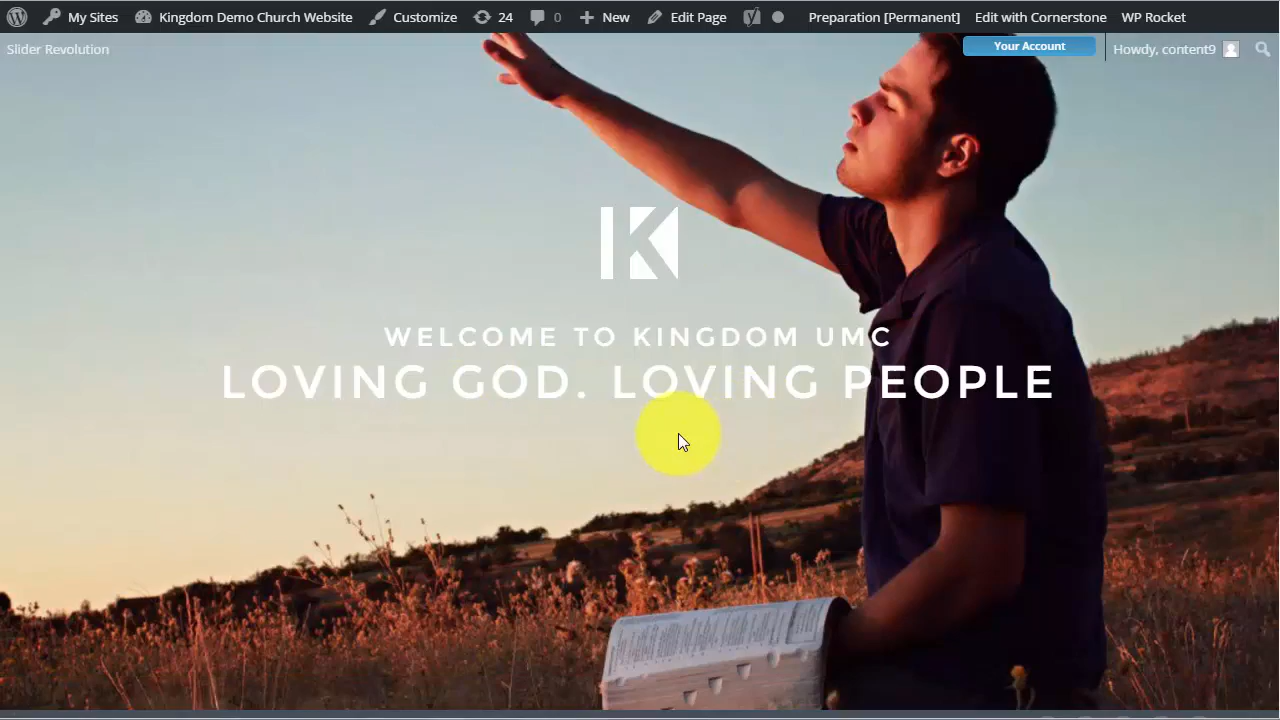 My Sites Kingdom Demo Church Website Customize 24 0 New Edit Page Preparation [Permanent] Edit with Cornerstone WP Rocket
Slider Revolution Your Account Howdy, content9
K
WELCOME TO KINGDOM UMC
LOVING GOD. LOVING PEOPLE